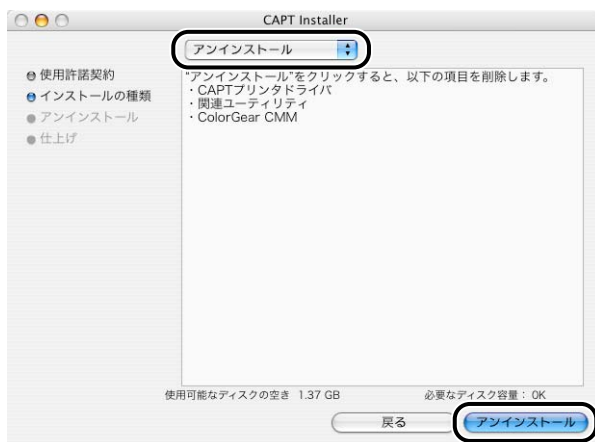 CAPT Installer
アンインストール
使用許諾契約
インストールの種類
アンインストール
仕上げ
"アンインストール"をクリックすると、以下の項目を削除します。
・CAPTプリンタドライバ
・関連ユーティリティ
・ColorGear CMM
使用可能なディスクの空き 1.37 GB 必要なディスク容量： 0K
戻る アンインストール